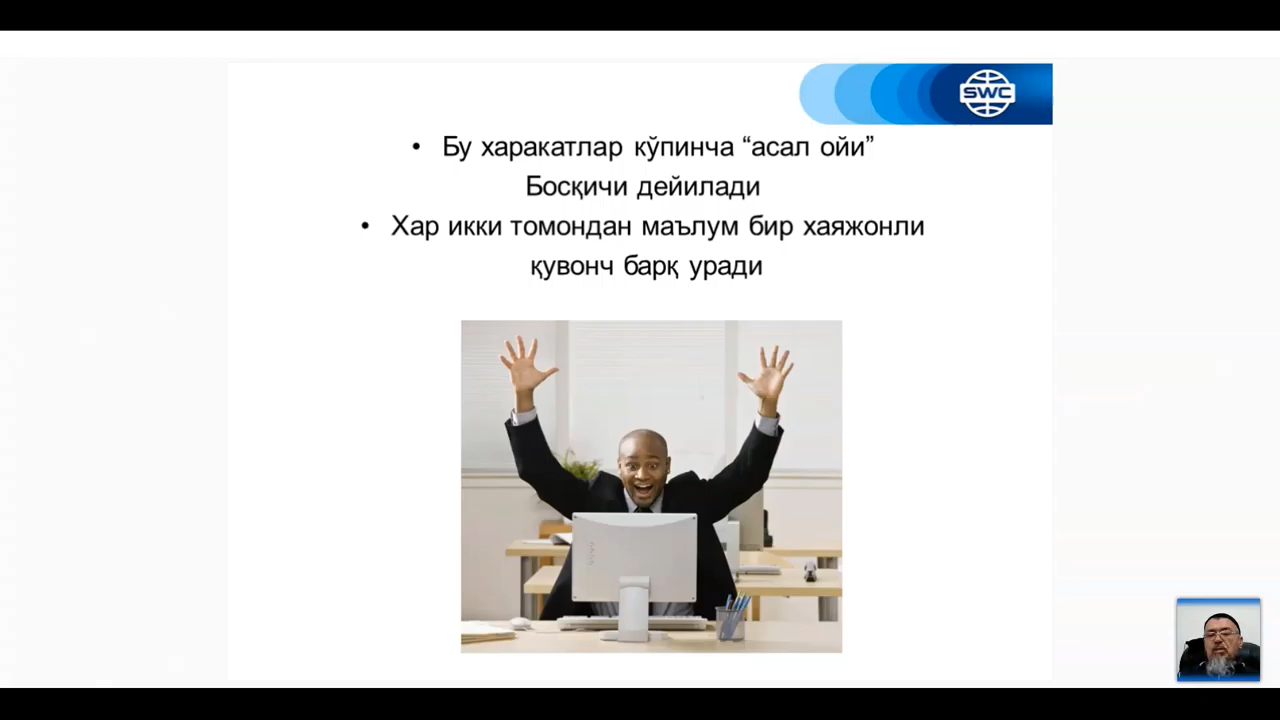 SWC
• Бу харакатлар кўпинча “асал ойи”
Босқичи дейилади
• Хар икки томондан маълум бир хаяжонли
қувонч барқ уради